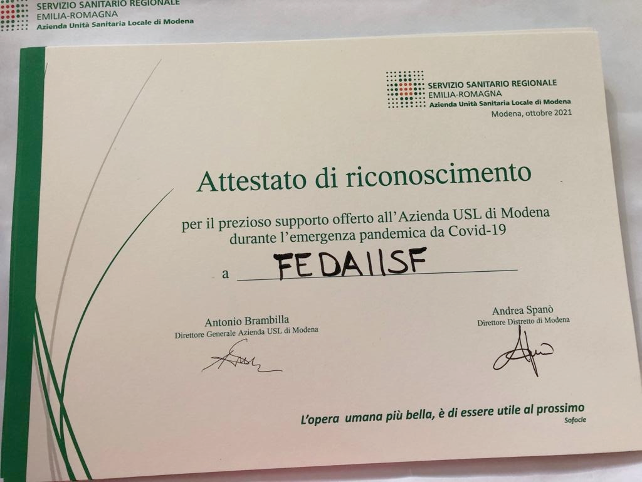 SERVIZIO SANITARIO REGIONALE
EMILIA-ROMAGNA
Azienda Unità Sanitaria Locale di Modena
SERVIZIO SANITARIO REGIONALE
EMILIA-ROMAGNA
Azienda Unità Sanitaria Locale di Modena
Modena, ottobre 2021
Attestato di riconoscimento
per il prezioso supporto offerto all'Azienda USL di Modena
durante l'emergenza pandemica da Covid-19
a FEDAIISF
Antonio Brambilla
Direttore Generale Azienda USL di Modena
Andrea Spanò
Direttore Distretto di Modena
L'opera umana più bella, è di essere utile al prossimo
Sofocle